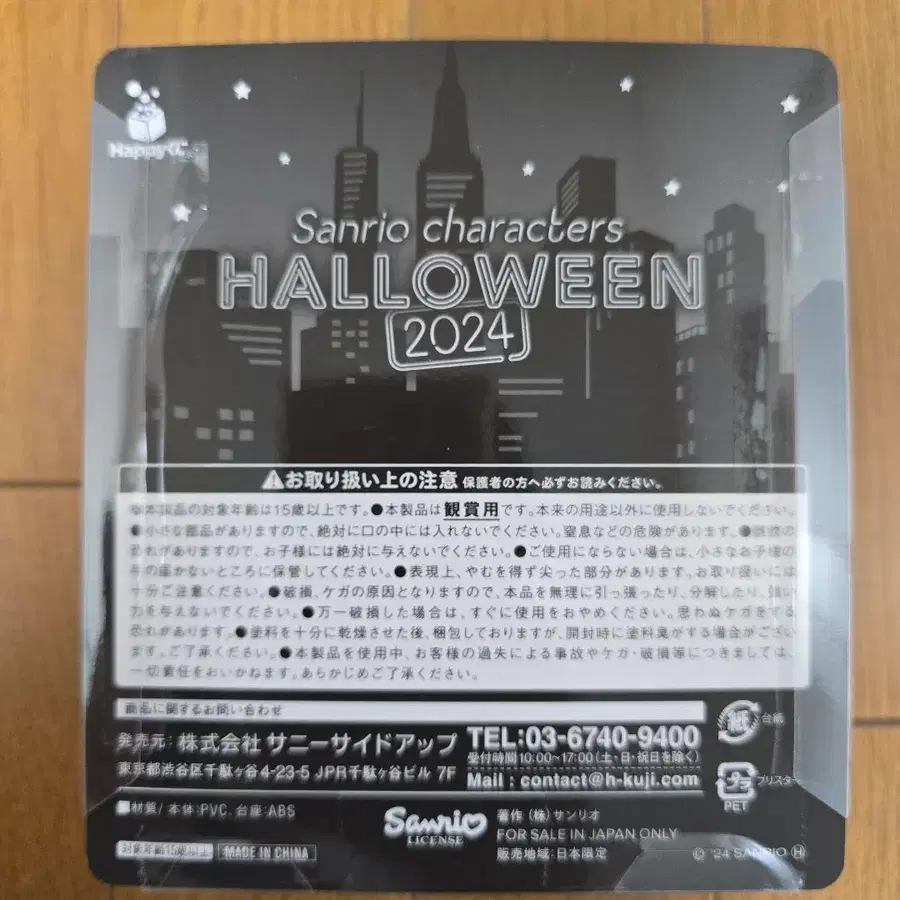 Happyくじ
Sanrio characters
HALLOWEEN
2024
お取り扱い上の注意 保護者の方へ必ずお読みください。
●本製品の対象年齢は15歳以上です。●本製品は観賞用です。本来の用途以外に使用しないでください。
●小さな部品がありますので、絶対に口の中には入れないでください。窒息などの危険があります。●誤飲の
恐れがありますので、お子様には絶対に与えないでください。●ご使用にならない場合は、小さなお子様の
手の届かないところに保管してください。●表現上、やむを得ず尖った部分があります。お取り扱いには
十分ご注意ください。●破損、ケガの原因となりますので、本品を無理に引っ張ったり、分解したり、強い
力を与えないでください。●万一破損した場合は、すぐに使用をおやめください。思わぬケガをする
恐れがあります。●塗料を十分に乾燥させた後、梱包しておりますが、開封時に塗料臭がする場合がござい
ます。ご了承ください。●本製品を使用中、お客様の過失による事故やケガ・破損等につきましては、
一切責任をおいかねます。あらかじめご了承ください。
商品に関するお問い合わせ
発売元：株式会社 サニーサイドアップ
東京都渋谷区千駄ヶ谷4-23-5 JPR千駄ヶ谷ビル 7F
TEL:03-6740-9400
受付時間 10:00~17:00（土・日・祝日を除く）
Mail : contact@h-kuji.com
紙 台紙
プラ ブリスター
PET
■材質/ 本体:PVC、台座:ABS
対象年齢15歳以上 MADE IN CHINA
Sanrio
LICENSE
著作 (株) サンリオ
FOR SALE IN JAPAN ONLY
販売地域:日本限定
© '24 SANRIO Ⓗ